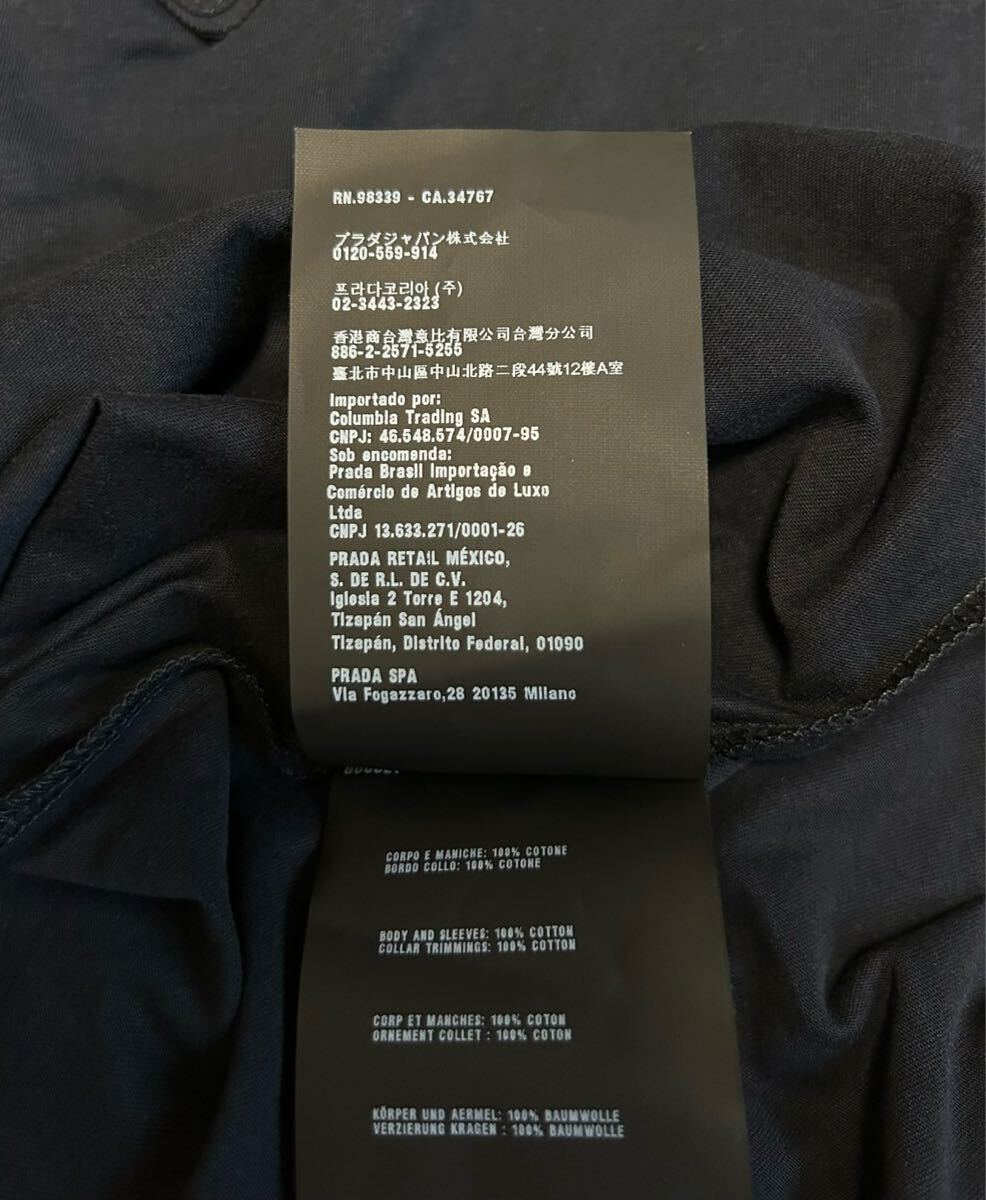 RN.98339 - CA.34767
プラダジャパン株式会社
0120-559-914
프라다코리아 (주)
02-3443-2323
香港商台灣意比有限公司台灣分公司
886-2-2571-5255
臺北市中山區中山北路二段44號12樓A室
Importado por:
Columbia Trading SA
CNPJ: 46.548.574/0007-95
Sob encomenda:
Prada Brasil Importação e
Comércio de Artigos de Luxo
Ltda
CNPJ 13.633.271/0001-26
PRADA RETAIL MÉXICO,
S. DE R.L. DE C.V.
Iglesia 2 Torre E 1204,
Tizapán San Ángel
Tizapán, Distrito Federal, 01090
PRADA SPA
Via Fogazzaro,28 20135 Milano
CORPO E MANICHE: 100% COTONE
BORDO COLLO: 100% COTONE
BODY AND SLEEVES: 100% COTTON
COLLAR TRIMMINGS: 100% COTTON
CORP ET MANCHES: 100% COTON
ORNEMENT COLLET : 100% COTON
KÖRPER UND AERMEL: 100% BAUMWOLLE
VERZIERUNG KRAGEN : 100% BAUMWOLLE